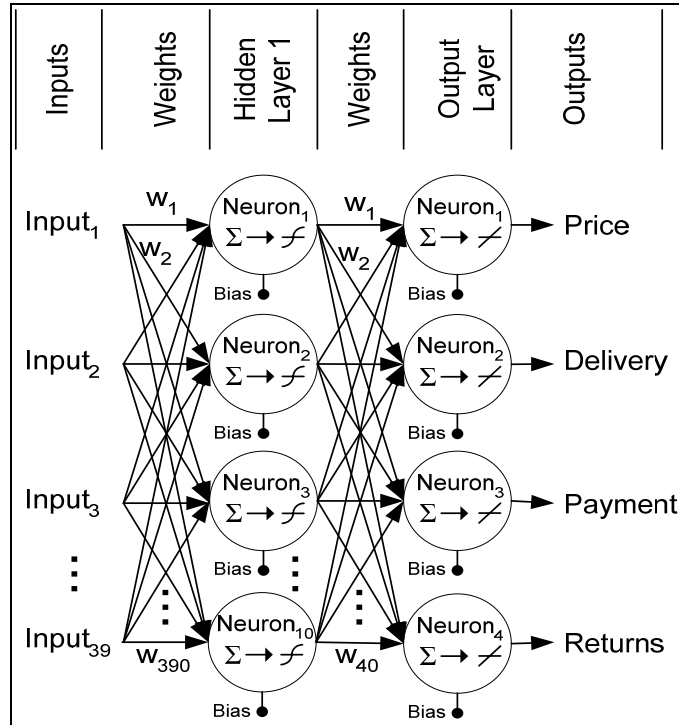 Inputs
Weights
Hidden
Layer 1
Weights
Output
Layer
Outputs
Input1
w1
w2
Neuron1
Σ
Bias
w1
w2
Neuron1
Σ
Bias
Price
Input2
Neuron2
Σ
Bias
Neuron2
Σ
Bias
Delivery
Input3
Neuron3
Σ
Bias
Neuron3
Σ
Bias
Payment
Input39
w390
Neuron10
Σ
Bias
w40
Neuron4
Σ
Bias
Returns